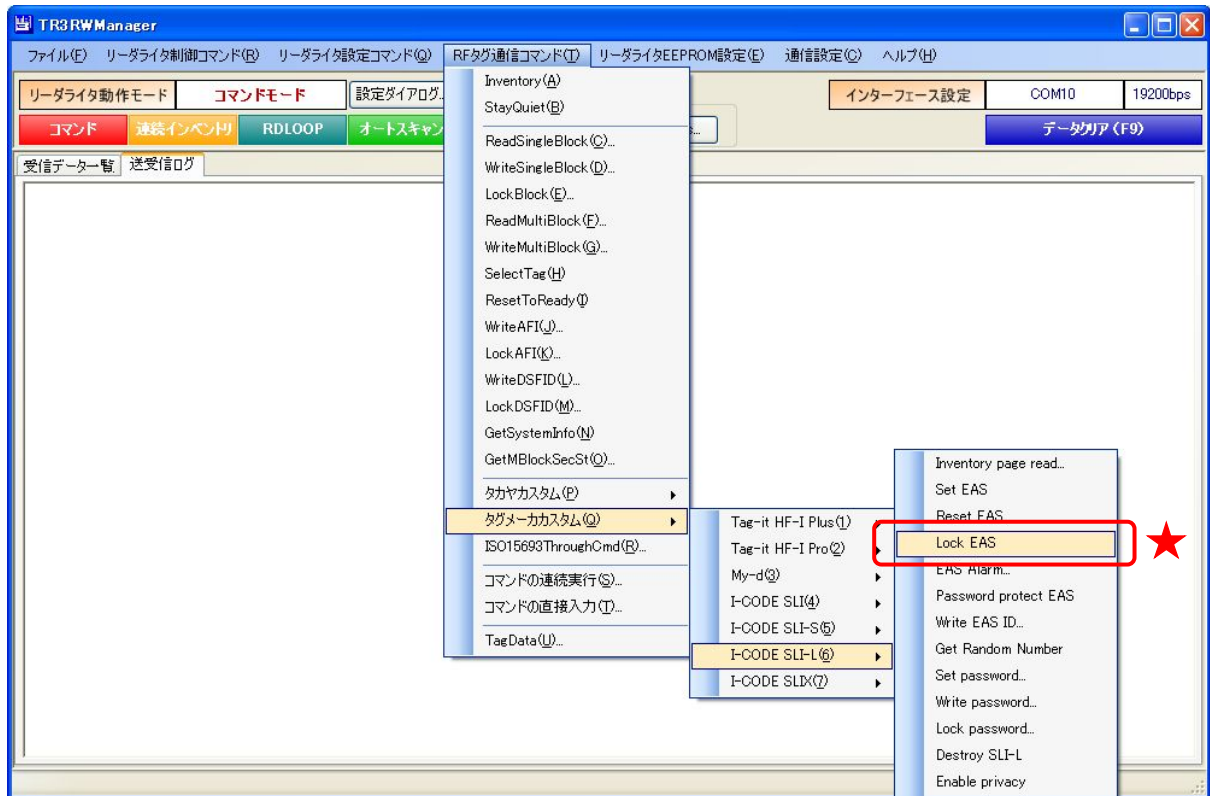 TR3RWManager
ファイル(F) リーダライタ制御コマンド(R) リーダライタ設定コマンド(Q) RFタグ通信コマンド(T) リーダライタEEPROM設定(E) 通信設定(C) ヘルプ(H)
リーダライタ動作モード コマンドモード 設定ダイアログ... インターフェース設定 COM10 19200bps
コマンド 連続インベントリ RDLOOP オートスキャン データクリア(F9)
受信データ一覧 送受信ログ
Inventory(A)
StayQuiet(B)
ReadSingleBlock(C)...
WriteSingleBlock(D)...
LockBlock(E)...
ReadMultiBlock(F)...
WriteMultiBlock(G)...
SelectTag(H)
ResetToReady(I)
WriteAFI(J)...
LockAFI(K)...
WriteDSFID(L)...
LockDSFID(M)...
GetSystemInfo(N)
GetMBlockSecSt(O)...
タカヤカスタム(P)
タグメーカカスタム(Q)
ISO15693ThroughCmd(R)...
コマンドの連続実行(S)...
コマンドの直接入力(T)...
TagData(U)...
Tag-it HF-I Plus(1)
Tag-it HF-I Pro(2)
My-d(3)
I-CODE SLI(4)
I-CODE SLI-S(5)
I-CODE SLI-L(6)
I-CODE SLIX(7)
Inventory page read...
Set EAS
Reset EAS
Lock EAS
EAS Alarm...
Password protect EAS
Write EAS ID...
Get Random Number
Set password...
Write password...
Lock password...
Destroy SLI-L
Enable privacy